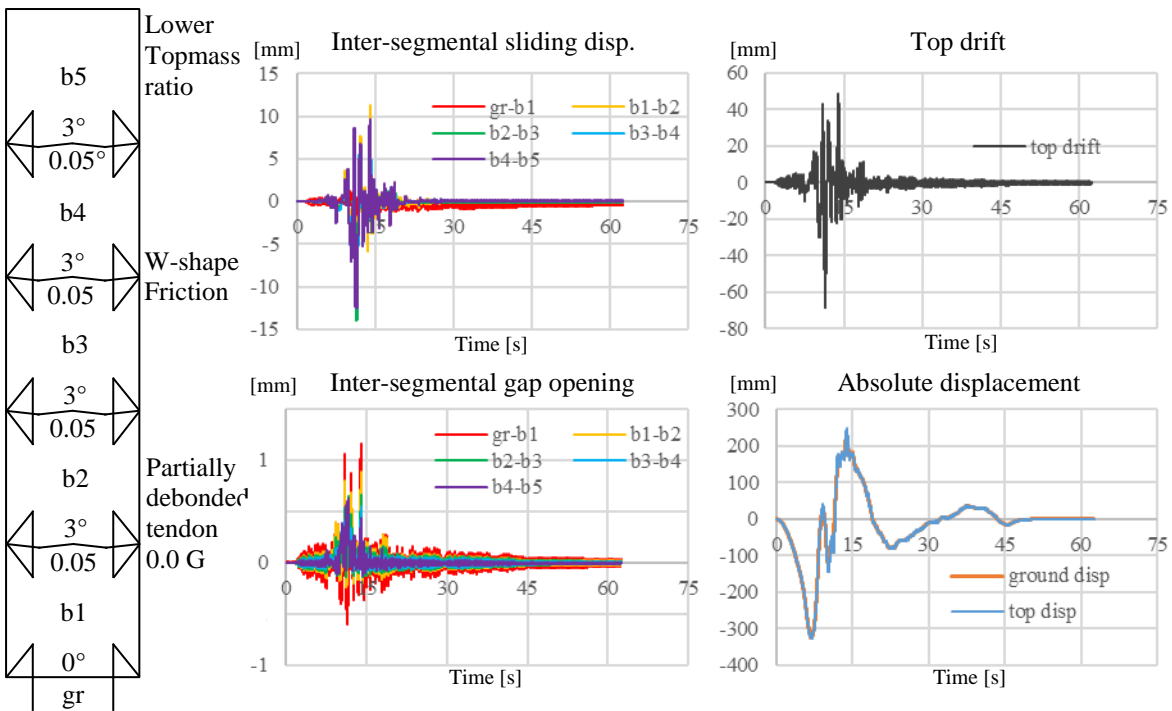 Lower
Topmass
ratio
b5
3°
0.05°
b4
3°
0.05
W-shape
Friction
b3
3°
0.05
b2
Partially
debonded
tendon
0.0 G
3°
0.05
b1
0°
gr
[mm]
Inter-segmental sliding disp.
15
10
5
0
-5
-10
-15
0 15 30 45 60 75
gr-b1 b1-b2
b2-b3 b3-b4
b4-b5
Time [s]
[mm]
Top drift
60
40
20
0
-20
-40
-60
-80
0 15 30 45 60 75
top drift
Time [s]
[mm]
Inter-segmental gap opening
1
0
-1
0 15 30 45 60 75
gr-b1 b1-b2
b2-b3 b3-b4
b4-b5
Time [s]
[mm]
Absolute displacement
300
200
100
0
-100
-200
-300
-400
0 15 30 45 60 75
ground disp
top disp
Time [s]